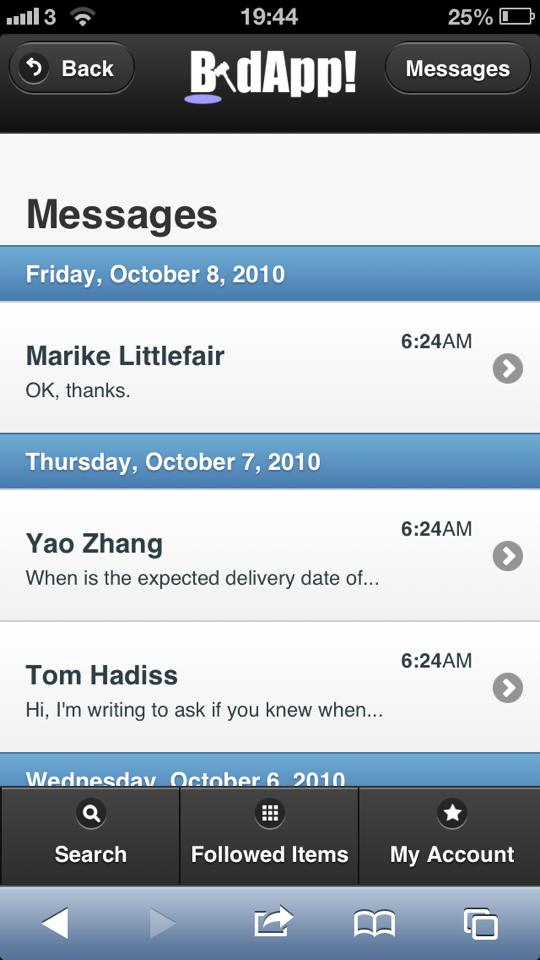 3 19:44 25%
Back BidApp! Messages
Messages
Friday, October 8, 2010
6:24AM
Marike Littlefair
OK, thanks.
Thursday, October 7, 2010
6:24AM
Yao Zhang
When is the expected delivery date of...
6:24AM
Tom Hadiss
Hi, I'm writing to ask if you knew when...
Wednesday, October 6, 2010
Search Followed Items My Account